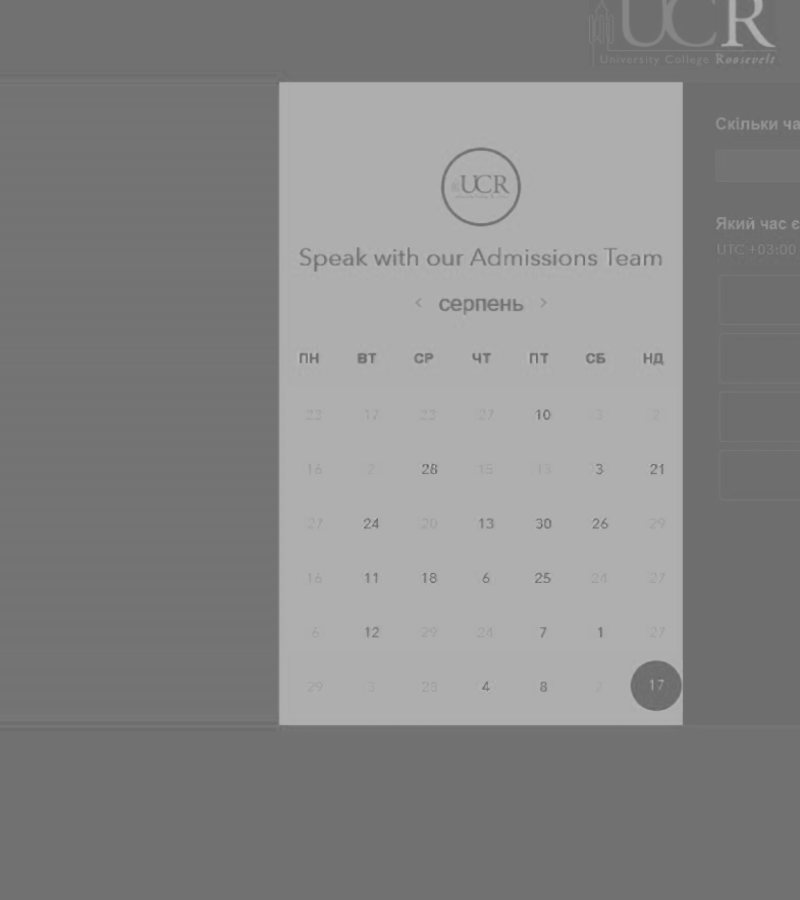 UCR
University College Roosevelt
UCR
Speak with our Admissions Team
< серпень >
ПН ВТ СР ЧТ ПТ СБ НД
23 17 23 27 10 3 2
16 2 28 15 13 3 21
27 24 20 13 30 26 29
16 11 18 6 25 24 27
6 12 29 24 7 1 27
29 3 28 4 8 2 17
Скільки ча
Який час є
UTC +03:00